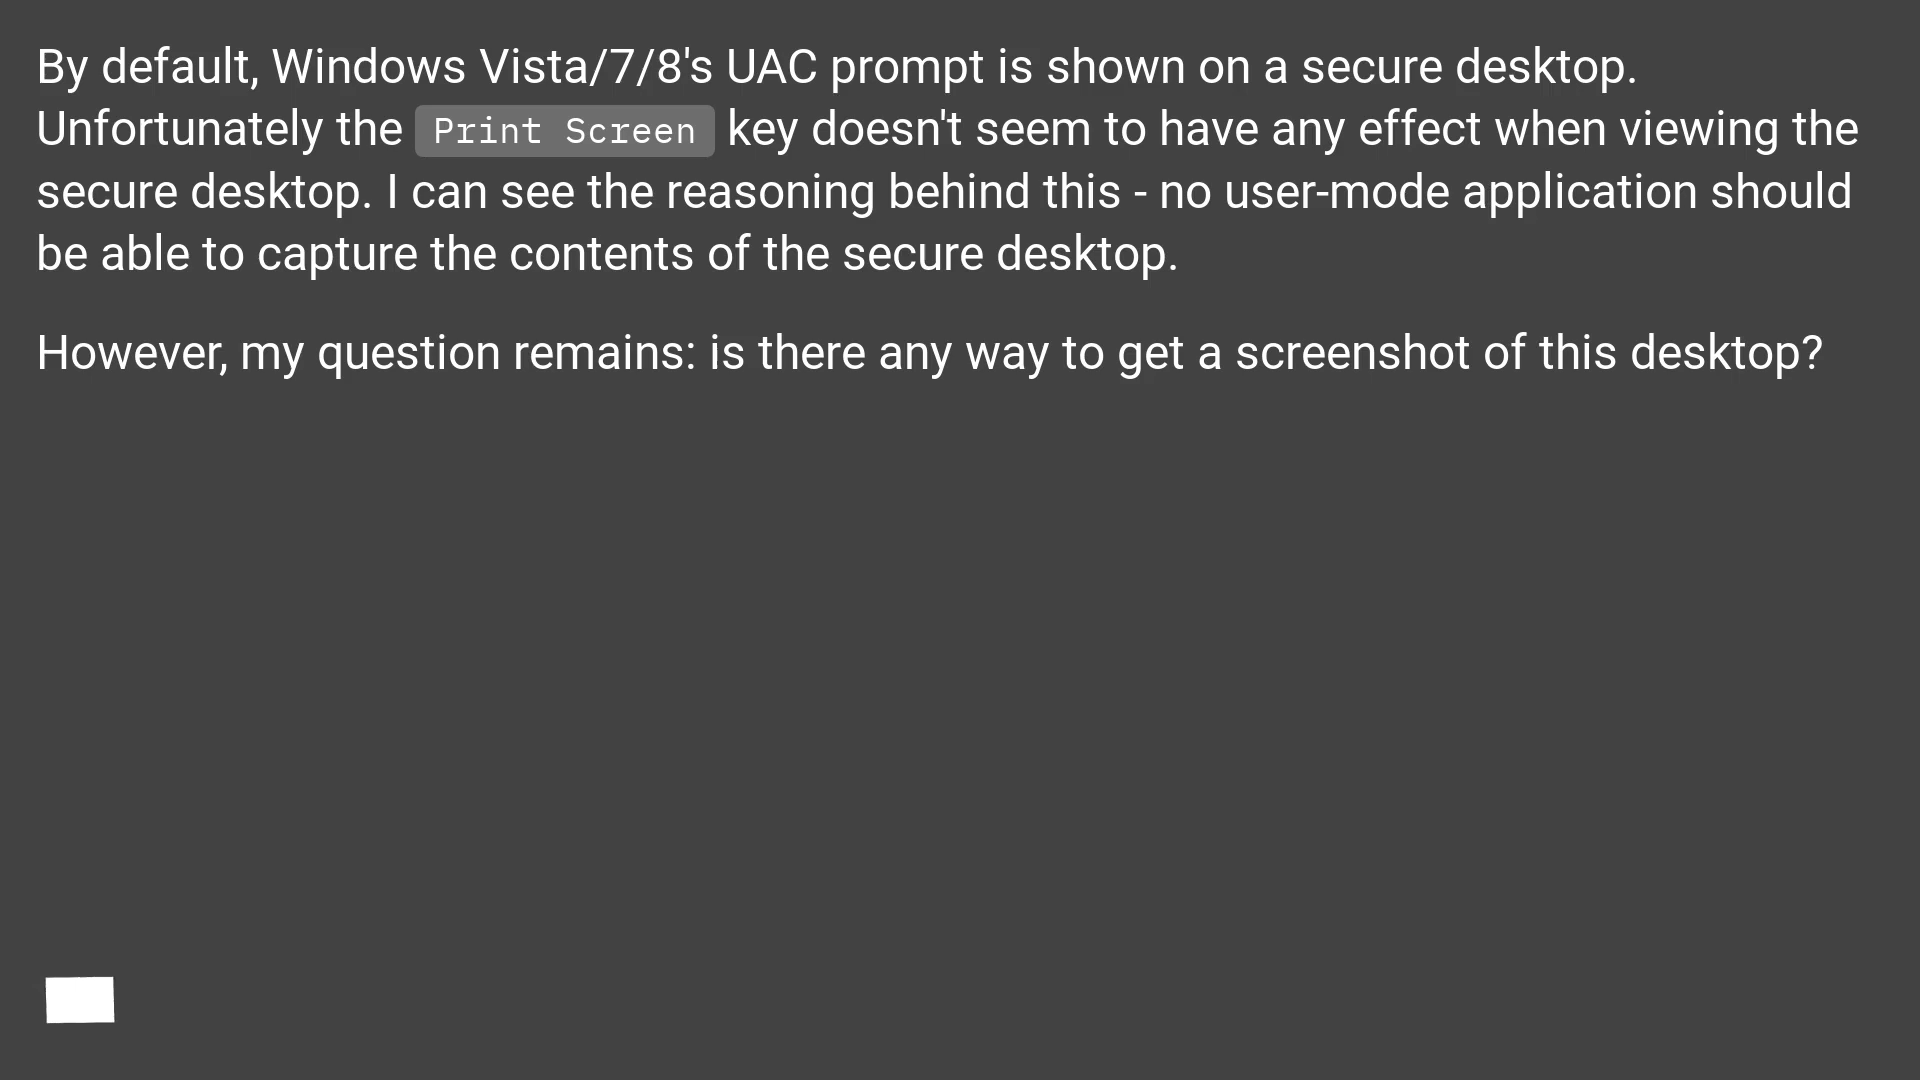 By default, Windows Vista/7/8's UAC prompt is shown on a secure desktop.
Unfortunately the Print Screen key doesn't seem to have any effect when viewing the
secure desktop. I can see the reasoning behind this - no user-mode application should
be able to capture the contents of the secure desktop.
However, my question remains: is there any way to get a screenshot of this desktop?